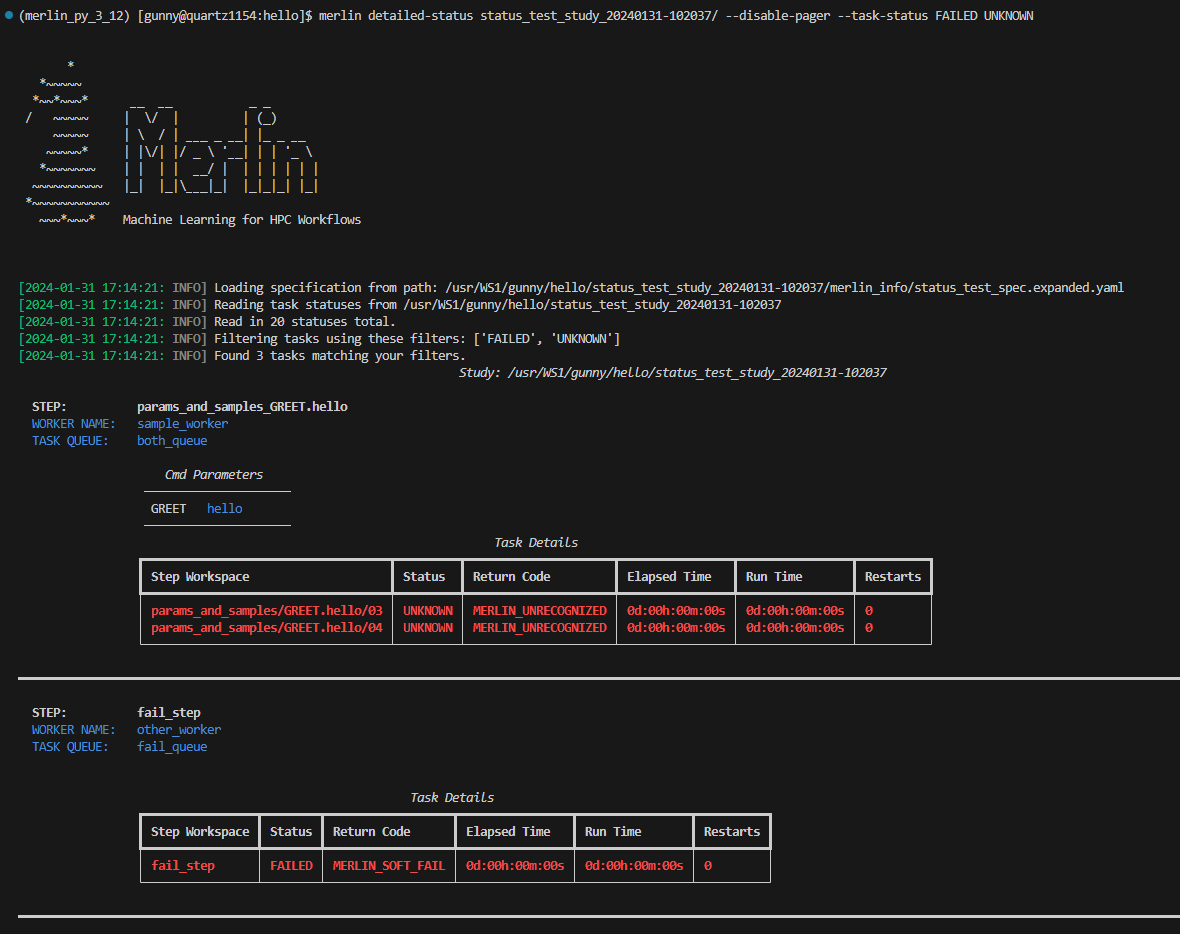 (merlin_py_3_12) [gunny@quartz1154:hello]$ merlin detailed-status status_test_study_20240131-102037/ --disable-pager --task-status FAILED UNKNOWN
Merlin
Machine Learning for HPC Workflows
[2024-01-31 17:14:21: INFO] Loading specification from path: /usr/WS1/gunny/hello/status_test_study_20240131-102037/merlin_info/status_test_spec.expanded.yaml
[2024-01-31 17:14:21: INFO] Reading task statuses from /usr/WS1/gunny/hello/status_test_study_20240131-102037
[2024-01-31 17:14:21: INFO] Read in 20 statuses total.
[2024-01-31 17:14:21: INFO] Filtering tasks using these filters: ['FAILED', 'UNKNOWN']
[2024-01-31 17:14:21: INFO] Found 3 tasks matching your filters.
Study: /usr/WS1/gunny/hello/status_test_study_20240131-102037
STEP: params_and_samples_GREET.hello
WORKER NAME: sample_worker
TASK QUEUE: both_queue
Cmd Parameters
GREET hello
Task Details
Step Workspace Status Return Code Elapsed Time Run Time Restarts
params_and_samples/GREET.hello/03 UNKNOWN MERLIN_UNRECOGNIZED 0d:00h:00m:00s 0d:00h:00m:00s 0
params_and_samples/GREET.hello/04 UNKNOWN MERLIN_UNRECOGNIZED 0d:00h:00m:00s 0d:00h:00m:00s 0
STEP: fail_step
WORKER NAME: other_worker
TASK QUEUE: fail_queue
Task Details
Step Workspace Status Return Code Elapsed Time Run Time Restarts
fail_step FAILED MERLIN_SOFT_FAIL 0d:00h:00m:00s 0d:00h:00m:00s 0